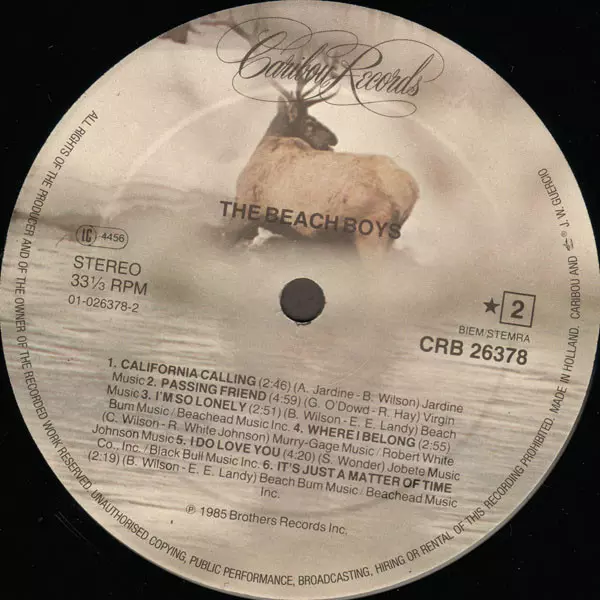 Caribou Records
THE BEACH BOYS
LC 4456
STEREO
33⅓ RPM
01-026378-2
★ 2
BIEM/STEMRA
CRB 26378
1. CALIFORNIA CALLING (2:46) (A. Jardine - B. Wilson) Jardine
Music 2. PASSING FRIEND (4:59) (G. O'Dowd - R. Hay) Virgin
Music 3. I'M SO LONELY (2:51) (B. Wilson - E. E. Landy) Beach
Bum Music / Beachead Music Inc. 4. WHERE I BELONG (2:55)
(C. Wilson - R. White Johnson) Murry-Gage Music / Robert White
Johnson Music 5. I DO LOVE YOU (4:20) (S. Wonder) Jobete Music
Co., Inc. / Black Bull Music Inc. 6. IT'S JUST A MATTER OF TIME
(2:19) (B. Wilson - E. E. Landy) Beach Bum Music / Beachead Music
Inc.
℗ 1985 Brothers Records Inc.
ALL RIGHTS OF THE PRODUCER AND OF THE OWNER OF THE RECORDED WORK RESERVED. UNAUTHORISED COPYING, PUBLIC PERFORMANCE, BROADCASTING, HIRING OR RENTAL OF THIS RECORDING PROHIBITED. MADE IN HOLLAND. CARIBOU AND ® J. W. GUERCIO